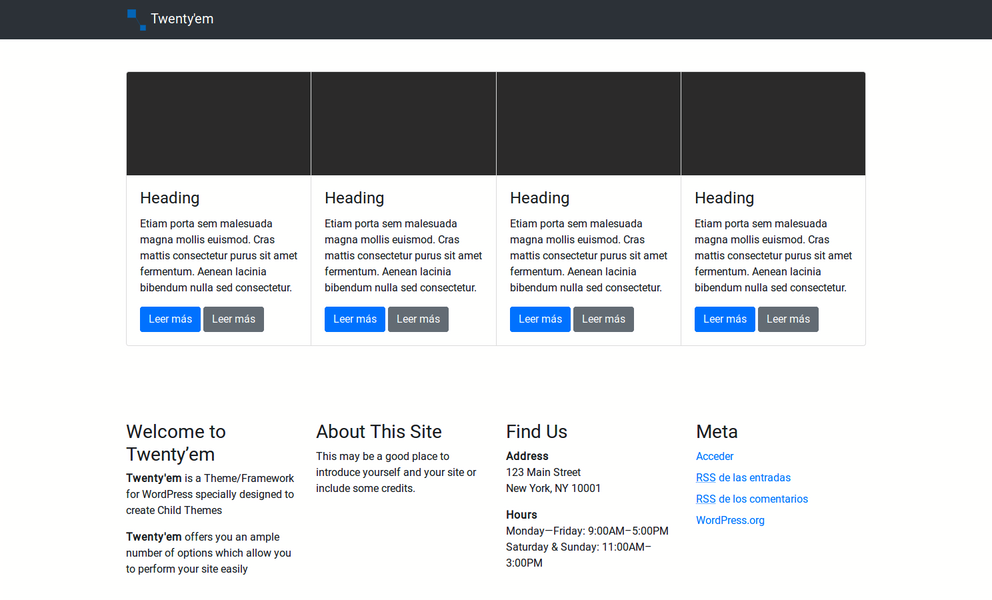 Twenty'em
Heading
Etiam porta sem malesuada
magna mollis euismod. Cras
mattis consectetur purus sit amet
fermentum. Aenean lacinia
bibendum nulla sed consectetur.
Leer más Leer más
Heading
Etiam porta sem malesuada
magna mollis euismod. Cras
mattis consectetur purus sit amet
fermentum. Aenean lacinia
bibendum nulla sed consectetur.
Leer más Leer más
Heading
Etiam porta sem malesuada
magna mollis euismod. Cras
mattis consectetur purus sit amet
fermentum. Aenean lacinia
bibendum nulla sed consectetur.
Leer más Leer más
Heading
Etiam porta sem malesuada
magna mollis euismod. Cras
mattis consectetur purus sit amet
fermentum. Aenean lacinia
bibendum nulla sed consectetur.
Leer más Leer más
Welcome to
Twenty’em
Twenty'em is a Theme/Framework
for WordPress specially designed to
create Child Themes
Twenty'em offers you an ample
number of options which allow you
to perform your site easily
About This Site
This may be a good place to
introduce yourself and your site or
include some credits.
Find Us
Address
123 Main Street
New York, NY 10001
Hours
Monday—Friday: 9:00AM–5:00PM
Saturday & Sunday: 11:00AM–
3:00PM
Meta
Acceder
RSS de las entradas
RSS de los comentarios
WordPress.org